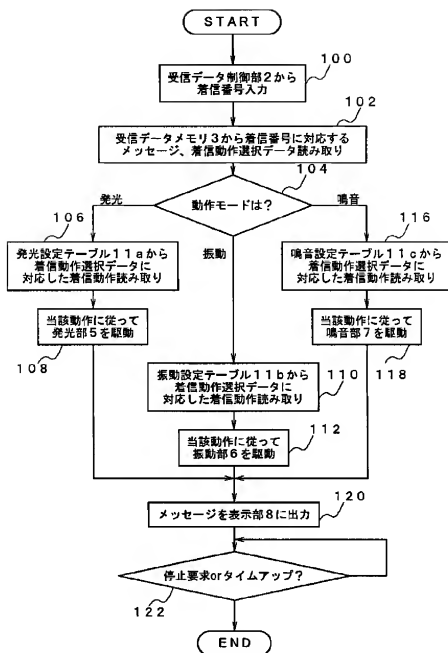 START
受信データ制御部2から
着信番号入力
100
受信データメモリ3から着信番号に対応する
メッセージ、着信動作選択データ読み取り
102
動作モードは?
104
発光
振動
鳴音
106
発光設定テーブル11aから
着信動作選択データに
対応した着信動作読み取り
116
鳴音設定テーブル11cから
着信動作選択データに
対応した着信動作読み取り
当該動作に従って
発光部5を駆動
108
当該動作に従って
鳴音部7を駆動
118
振動設定テーブル11bから
着信動作選択データに
対応した着信動作読み取り
110
当該動作に従って
振動部6を駆動
112
メッセージを表示部8に出力
120
停止要求orタイムアップ?
122
END